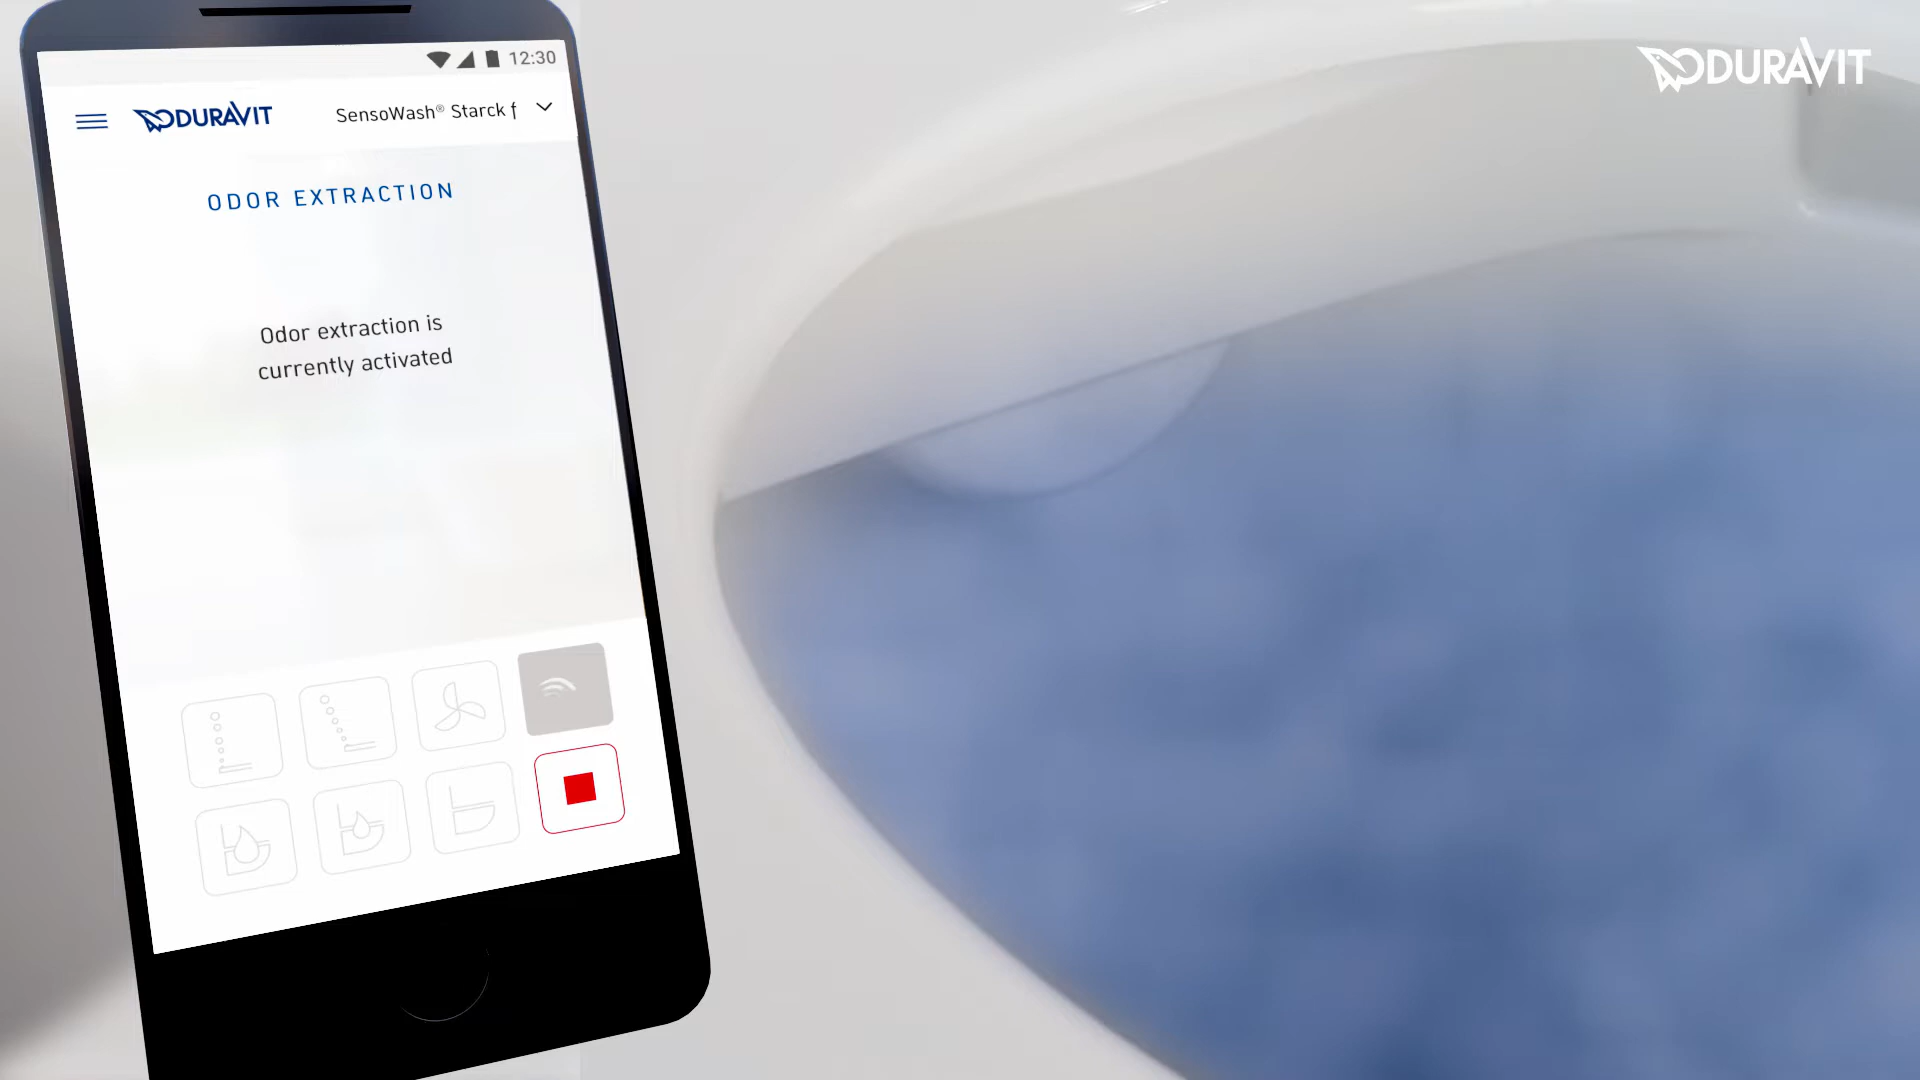 12:30
DURAVIT
SensoWash® Starck f
ODOR EXTRACTION
Odor extraction is
currently activated
DURAVIT